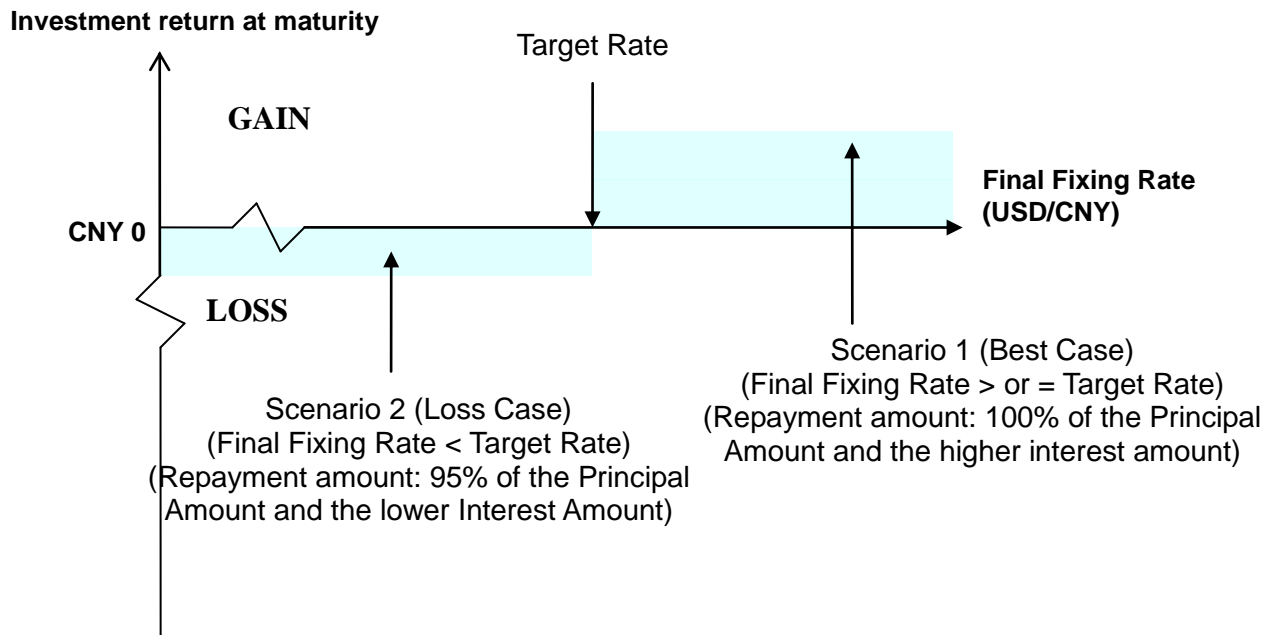 Investment return at maturity
Target Rate
GAIN
Final Fixing Rate
(USD/CNY)
CNY 0
LOSS
Scenario 1 (Best Case)
(Final Fixing Rate > or = Target Rate)
(Repayment amount: 100% of the Principal
Amount and the higher interest amount)
Scenario 2 (Loss Case)
(Final Fixing Rate < Target Rate)
(Repayment amount: 95% of the Principal
Amount and the lower Interest Amount)